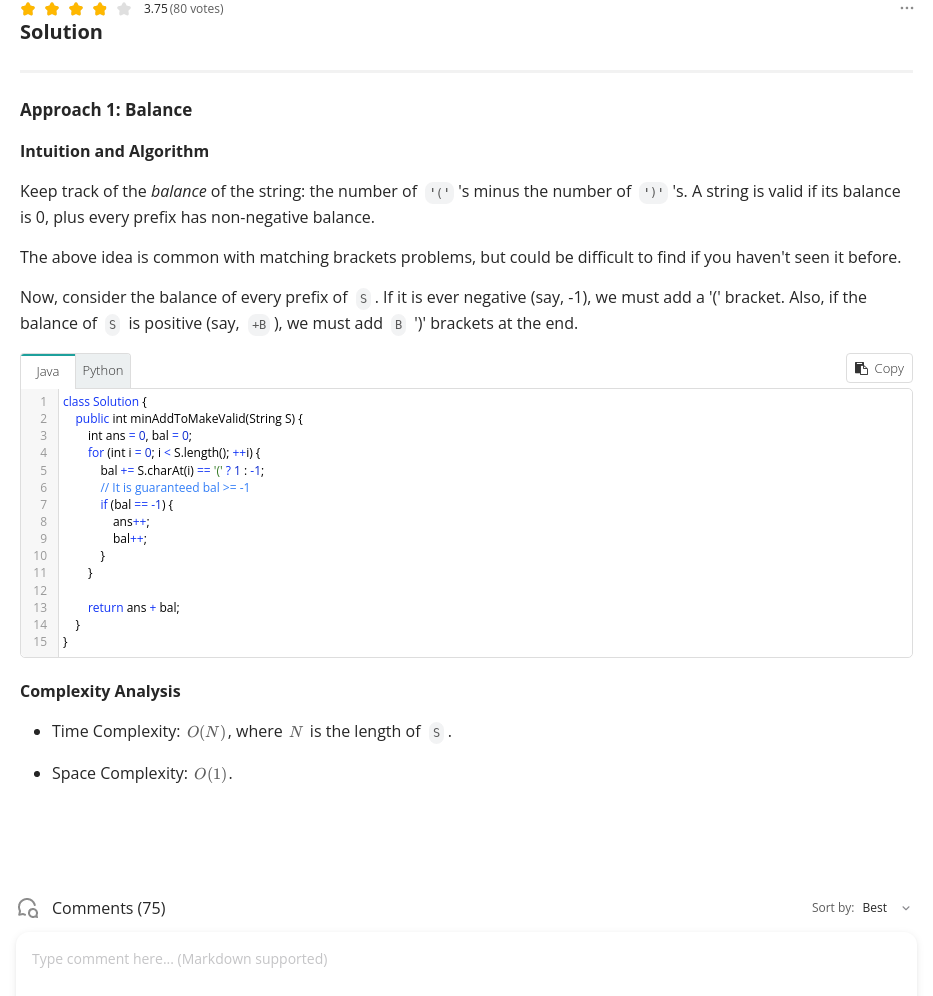 3.75 (80 votes)
Solution
Approach 1: Balance
Intuition and Algorithm
Keep track of the balance of the string: the number of '(' 's minus the number of ')' 's. A string is valid if its balance
is 0, plus every prefix has non-negative balance.
The above idea is common with matching brackets problems, but could be difficult to find if you haven't seen it before.
Now, consider the balance of every prefix of S . If it is ever negative (say, -1), we must add a '(' bracket. Also, if the
balance of S is positive (say, +B ), we must add B ')' brackets at the end.
Java Python Copy
1 class Solution {
2     public int minAddToMakeValid(String S) {
3         int ans = 0, bal = 0;
4         for (int i = 0; i < S.length(); ++i) {
5             bal += S.charAt(i) == '(' ? 1 : -1;
6             // It is guaranteed bal >= -1
7             if (bal == -1) {
8                 ans++;
9                 bal++;
10             }
11         }
12
13         return ans + bal;
14     }
15 }
Complexity Analysis
• Time Complexity: O(N), where N is the length of S .
• Space Complexity: O(1).
Comments (75) Sort by: Best
Type comment here... (Markdown supported)